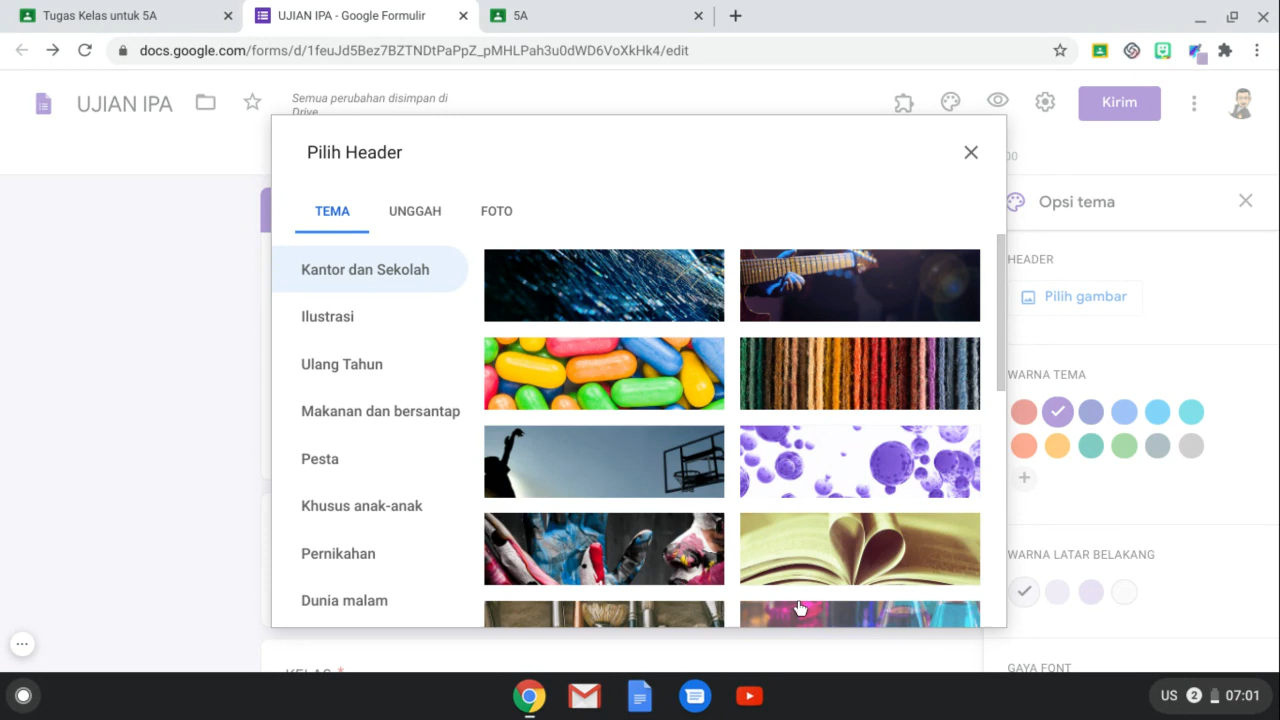 Tugas Kelas untuk 5A
UJIAN IPA - Google Formulir
5A
docs.google.com/forms/d/1feuJd5Bez7BZTNDtPaPpZ_pMHLPah3u0dWD6VoXkHk4/edit
UJIAN IPA
Semua perubahan disimpan di
Drive
Kirim
Pilih Header
TEMA
UNGGAH
FOTO
Kantor dan Sekolah
Ilustrasi
Ulang Tahun
Makanan dan bersantap
Pesta
Khusus anak-anak
Pernikahan
Dunia malam
Opsi tema
HEADER
Pilih gambar
WARNA TEMA
WARNA LATAR BELAKANG
GAYA FONT
KELAS *
US 2 07:01